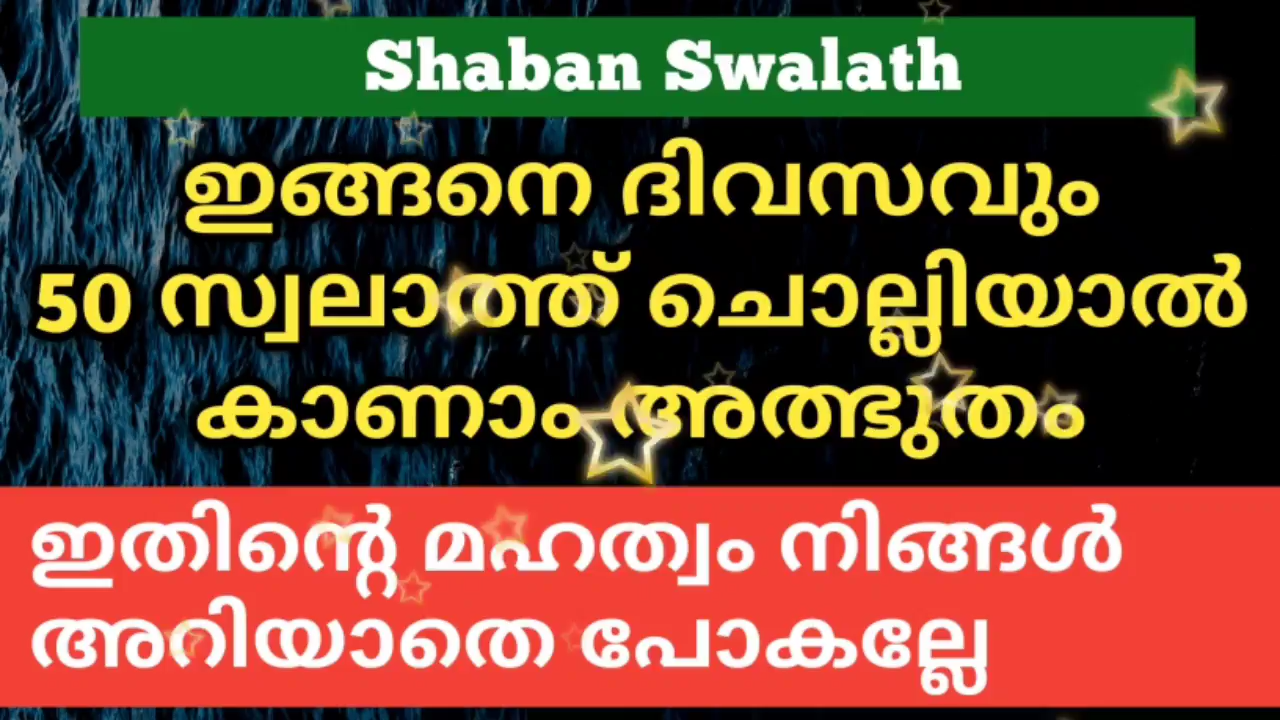 Shaban Swalath
ഇങ്ങനെ ദിവസവും
50 സ്വലാത്ത് ചൊല്ലിയാൽ
കാണാം അത്ഭുതം
ഇതിന്റെ മഹത്വം നിങ്ങൾ
അറിയാതെ പോകല്ലേ